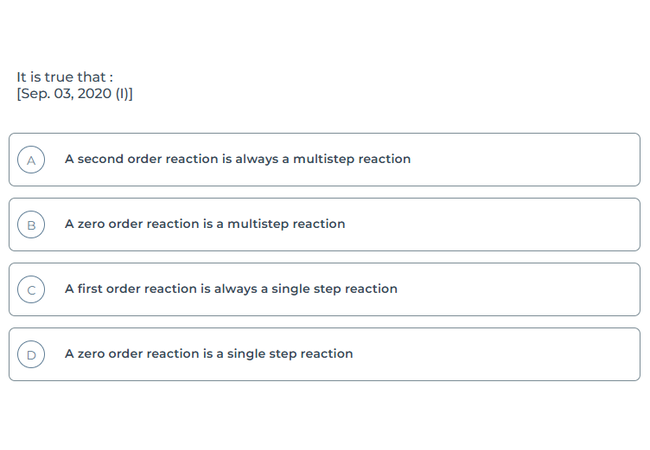 It is true that :
[Sep. 03, 2020 (I)]
A A second order reaction is always a multistep reaction
B A zero order reaction is a multistep reaction
C A first order reaction is always a single step reaction
D A zero order reaction is a single step reaction